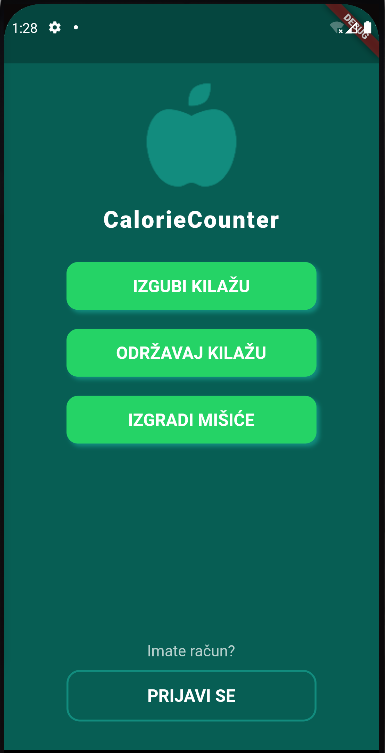 1:28
DEBUG
CalorieCounter
IZGUBI KILAŽU
ODRŽAVAJ KILAŽU
IZGRADI MIŠIĆE
Imate račun?
PRIJAVI SE